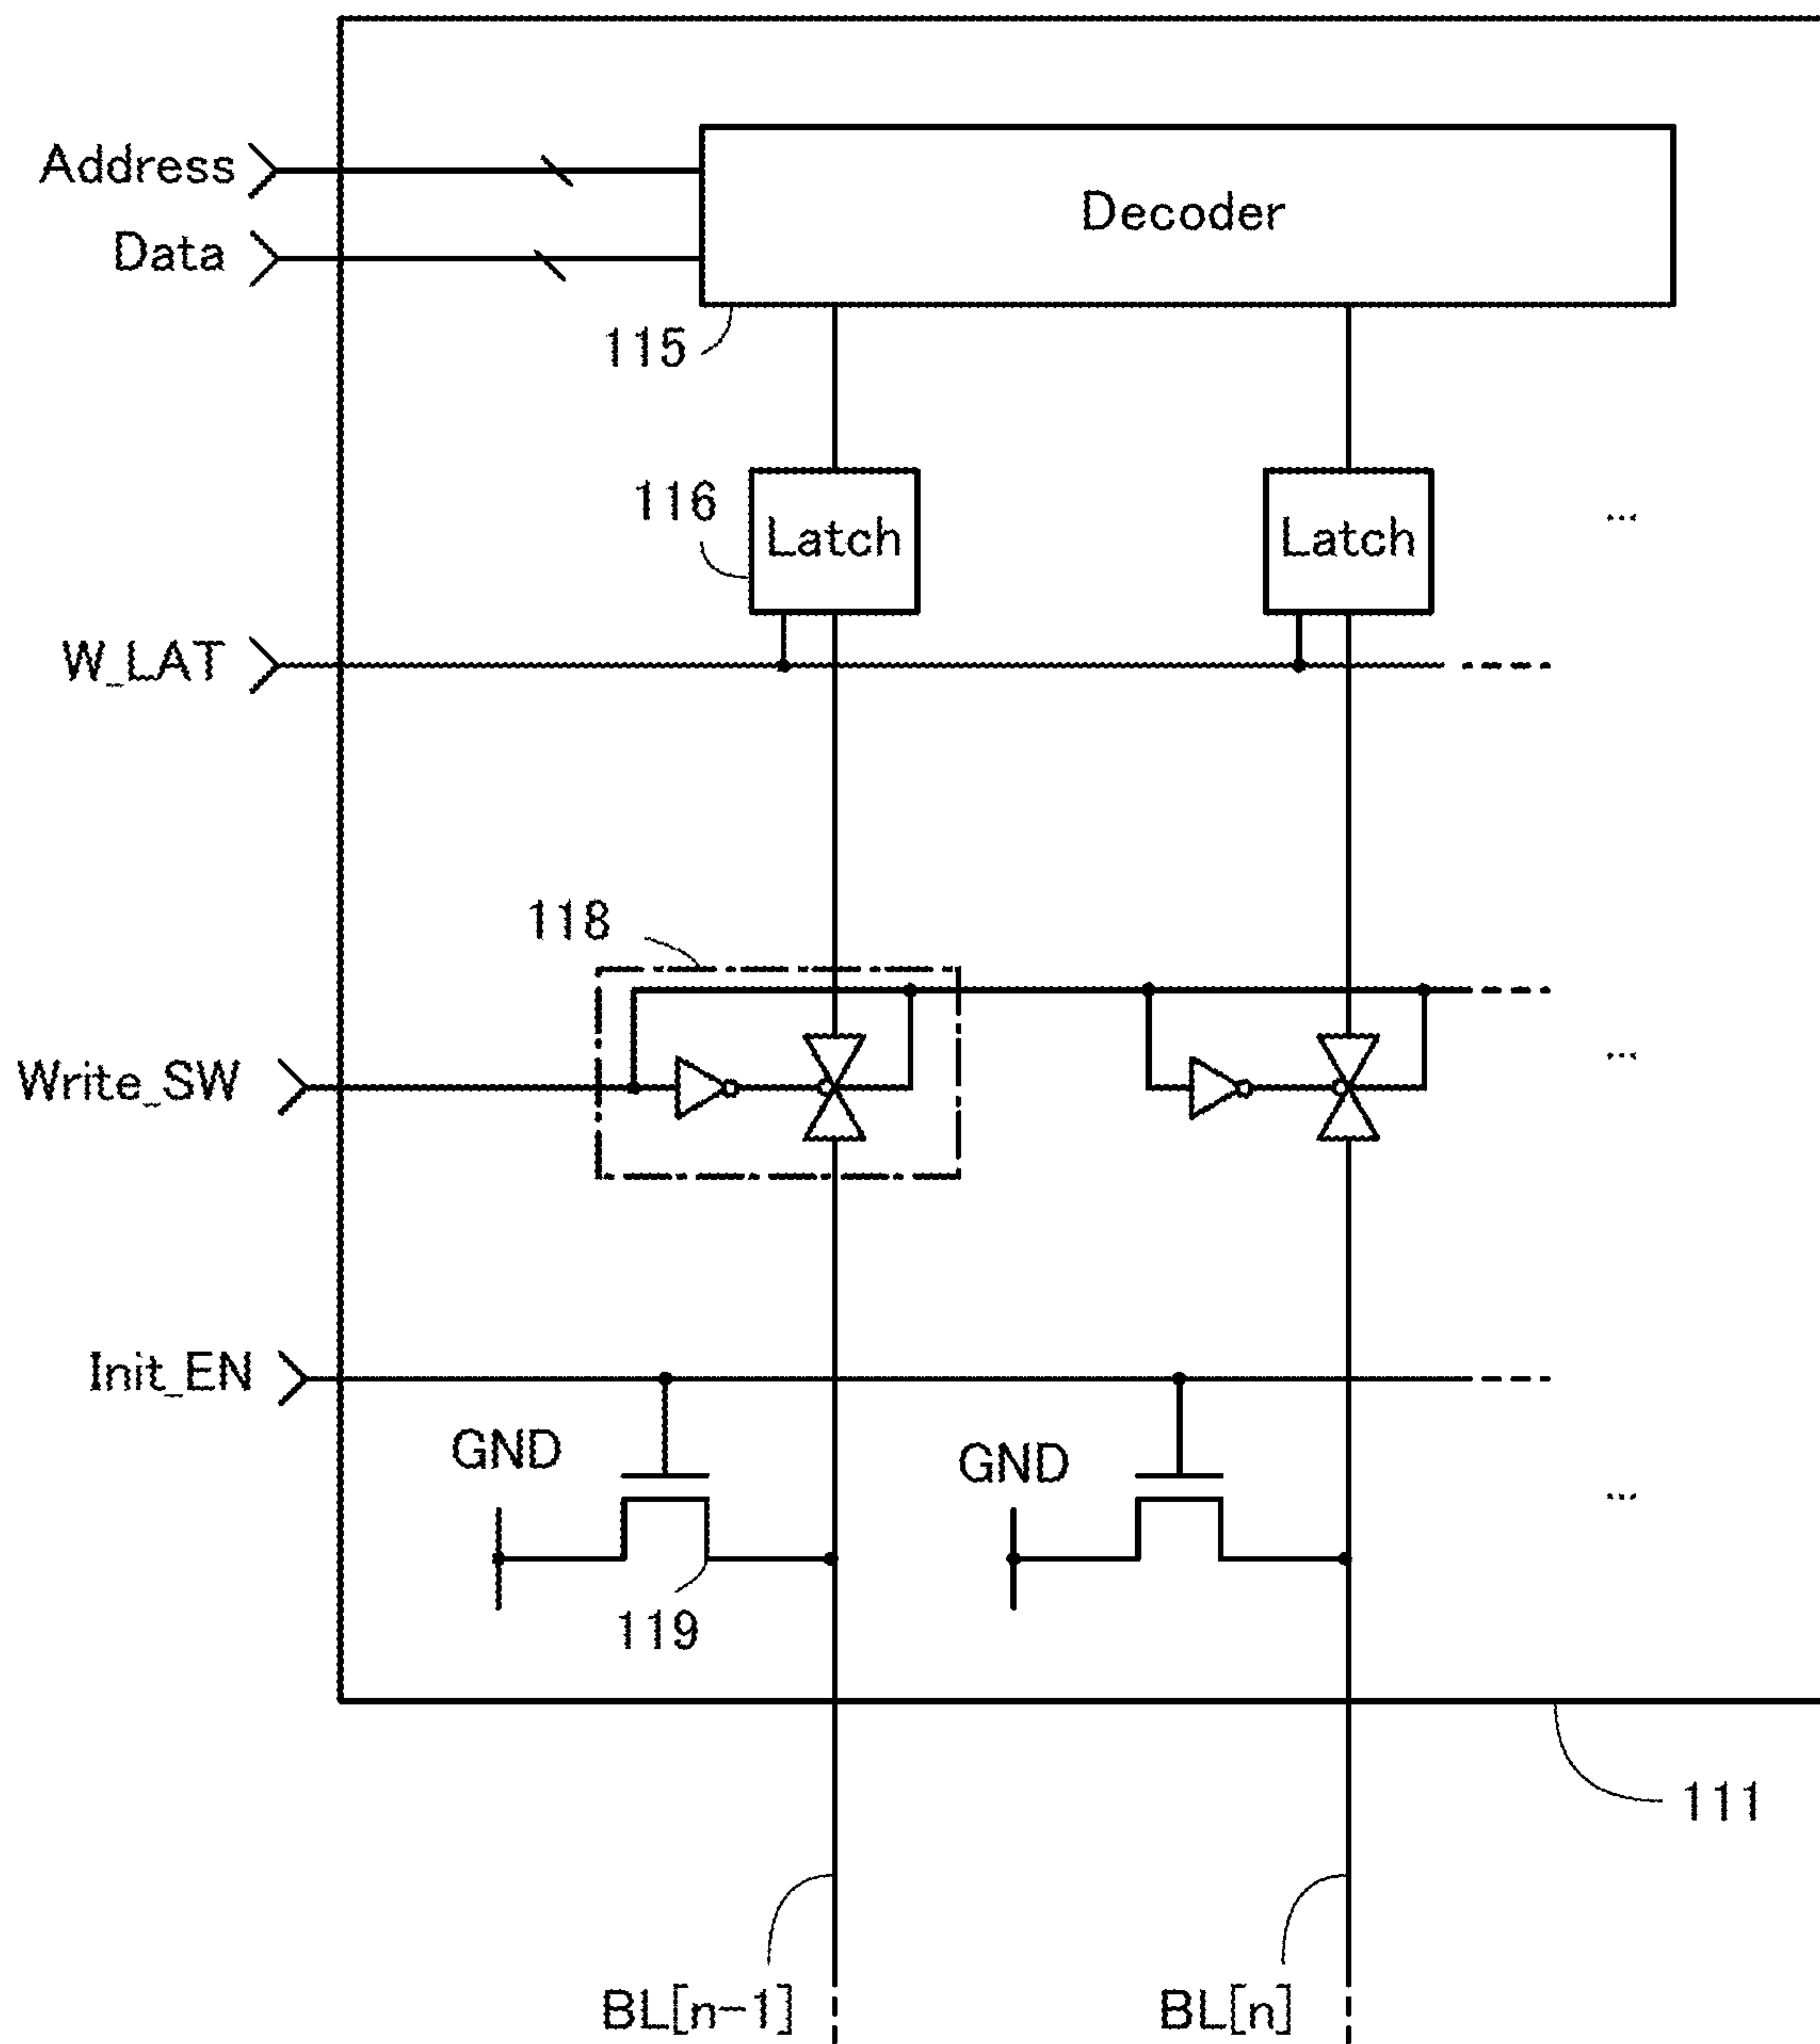 Address
Decoder
Data
115
116
Latch
Latch
...
W_LAT
118
Write_SW
...
Init_EN
GND
GND
...
119
111
BL[n-1]
BL[n]